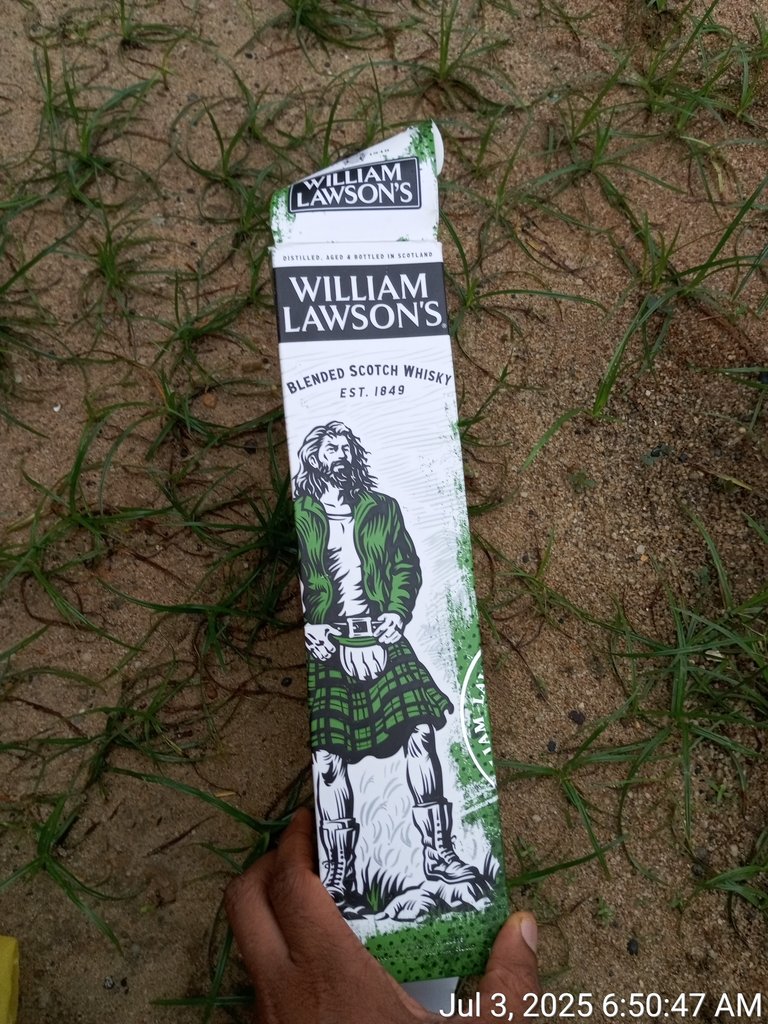 WILLIAM
LAWSON'S
DISTILLED, AGED & BOTTLED IN SCOTLAND
WILLIAM
LAWSON'S®
BLENDED SCOTCH WHISKY
EST. 1849
Jul 3, 2025 6:50:47 AM